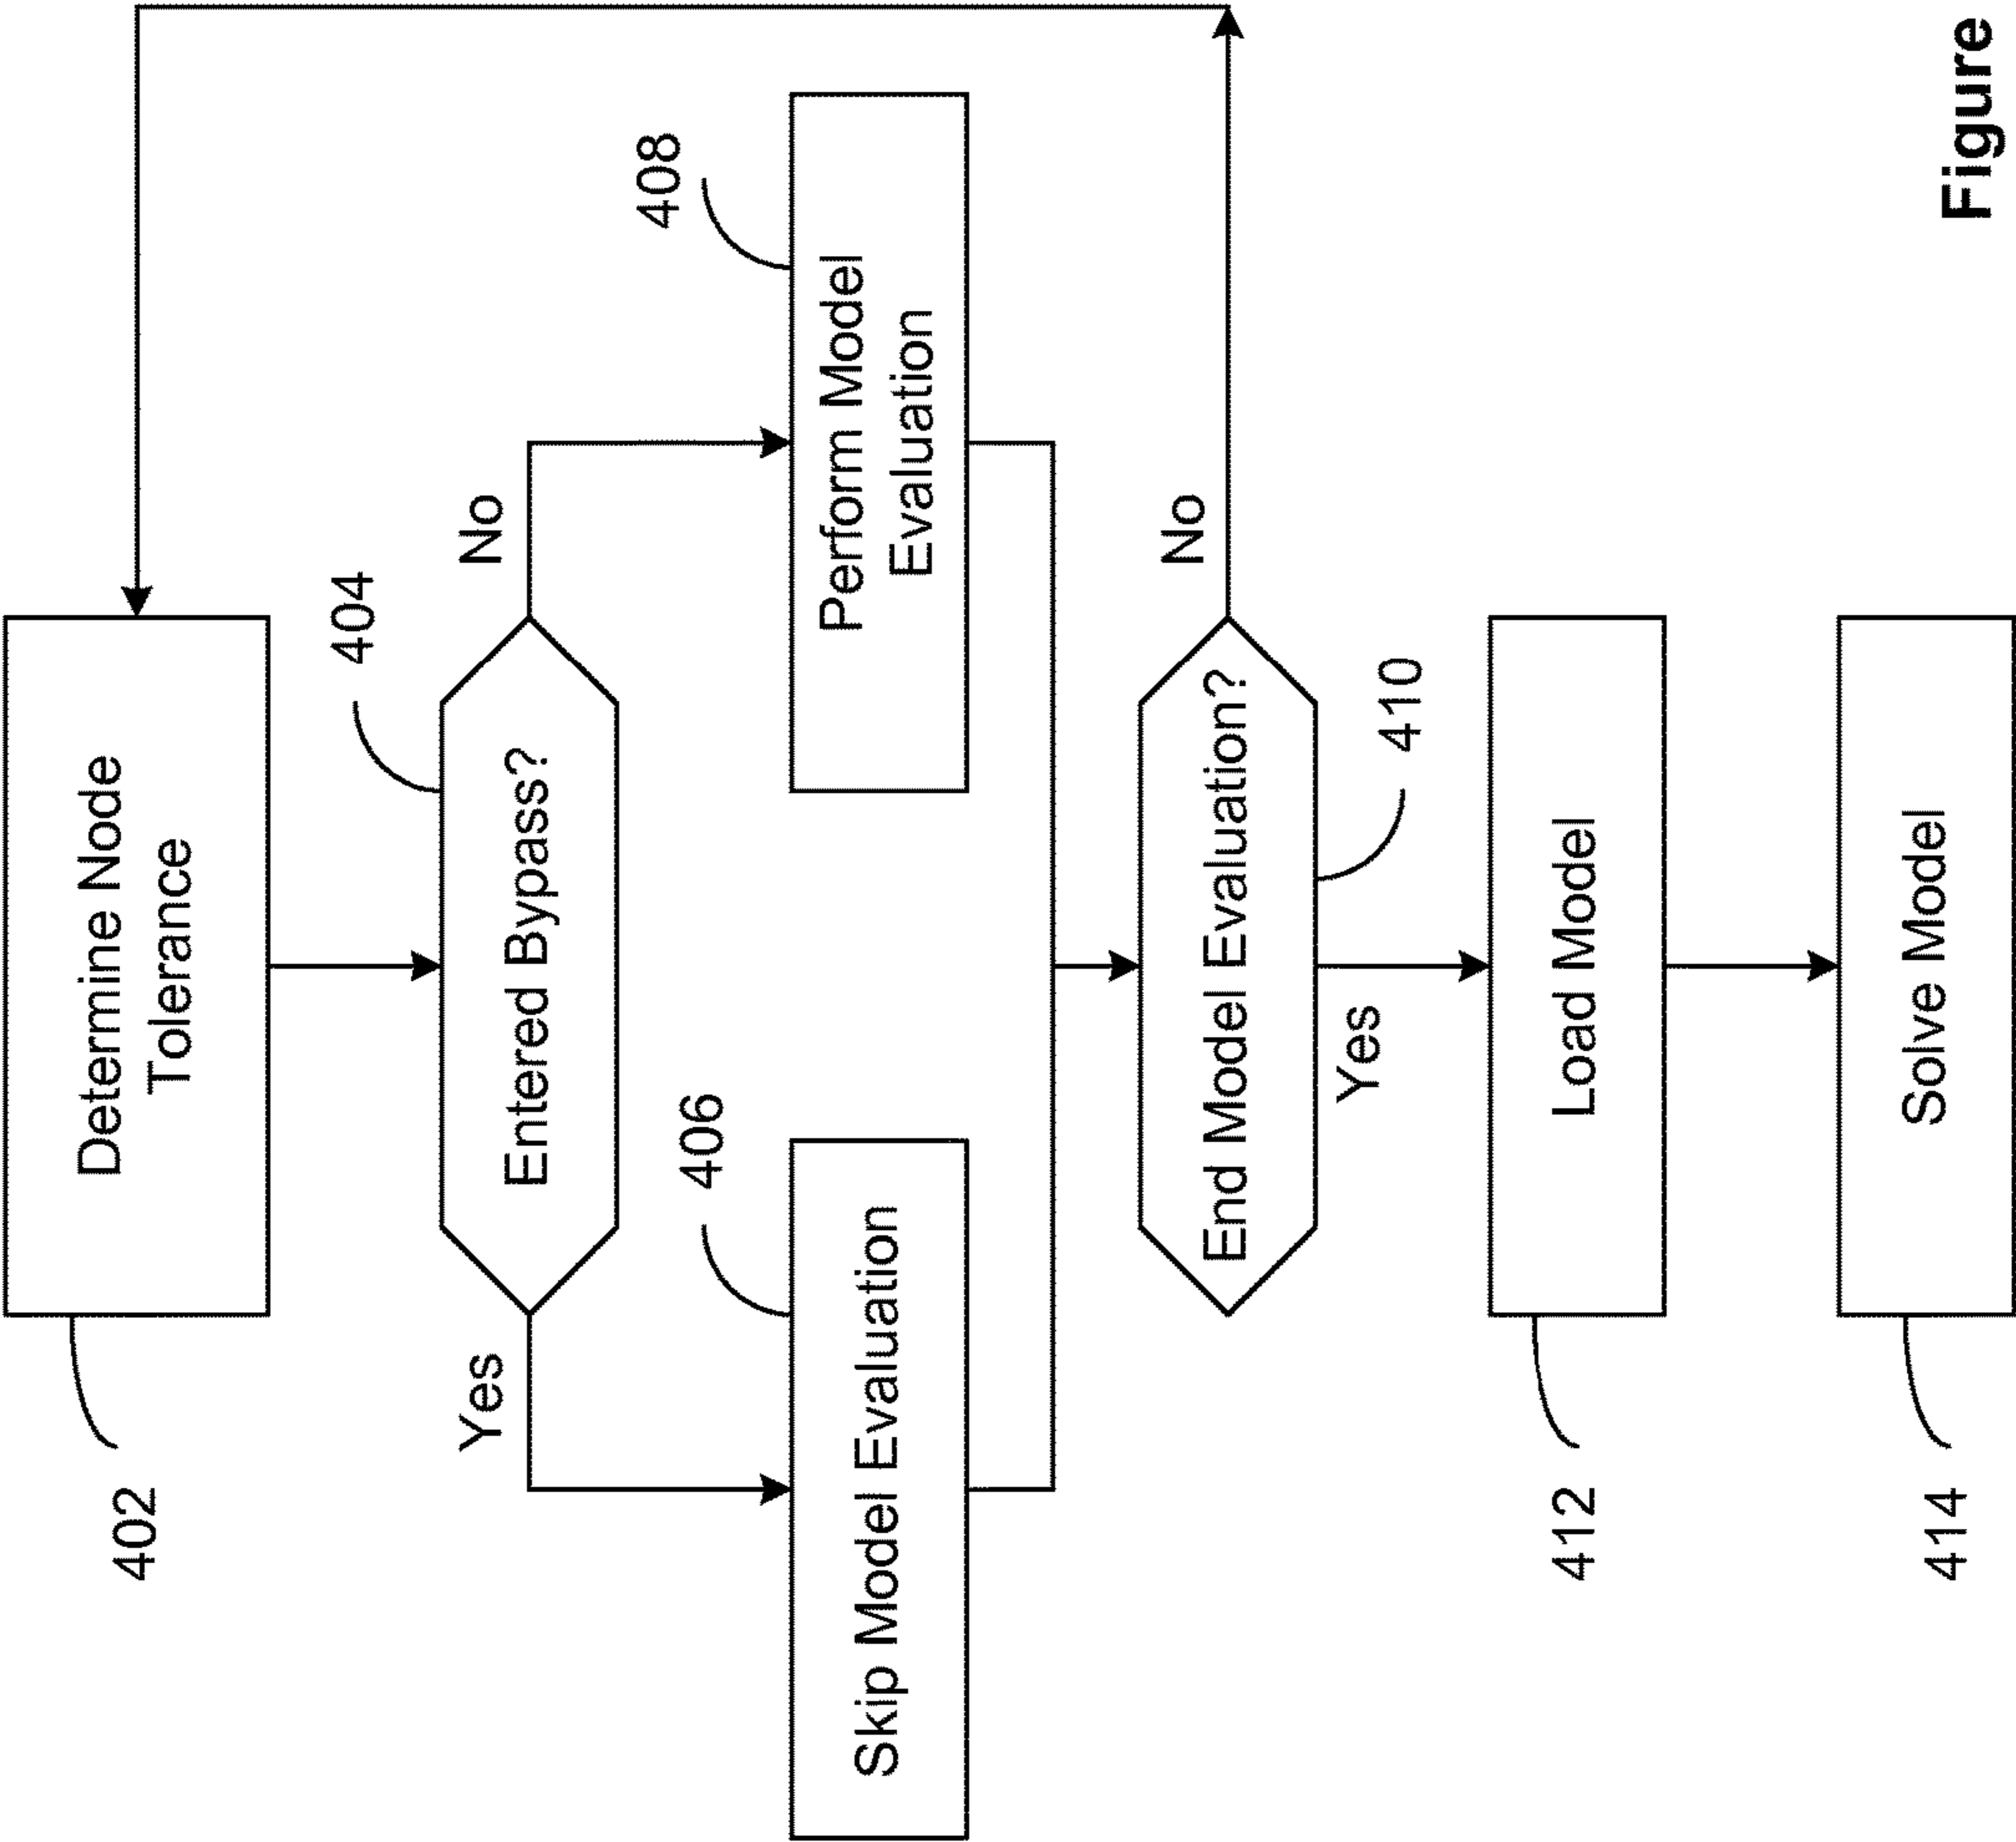 Determine Node
Tolerance
402
404
Entered Bypass?
Yes
No
406
408
Skip Model Evaluation
Perform Model
Evaluation
End Model Evaluation?
No
410
Yes
Load Model
412
Solve Model
414
Figure